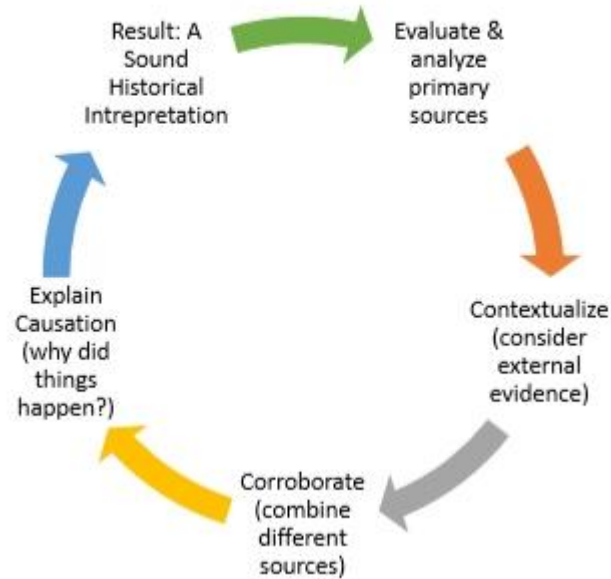 Result: A
Sound
Historical
Intrepretation
Evaluate &
analyze
primary
sources
Contextualize
(consider
external
evidence)
Corroborate
(combine
different
sources)
Explain
Causation
(why did
things
happen?)